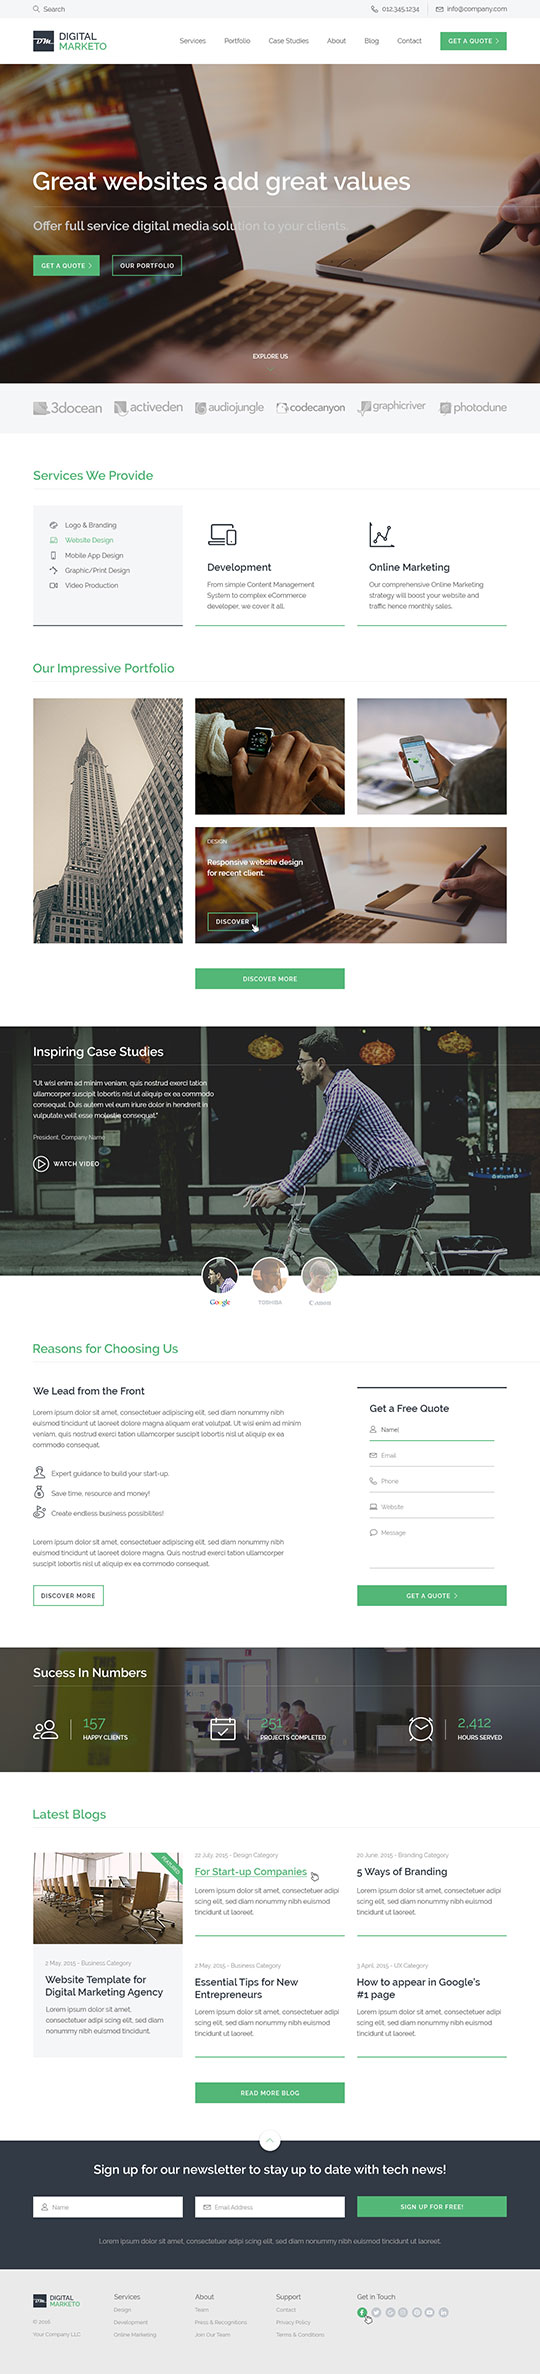 Search
012.345.1234
info@company.com
DM
DIGITAL
MARKETO
Services
Portfolio
Case Studies
About
Blog
Contact
GET A QUOTE
Great websites add great values
Offer full service digital media solution to your clients.
GET A QUOTE
OUR PORTFOLIO
EXPLORE US
3docean
activeden
audiojungle
codecanyon
graphicriver
photodune
Services We Provide
Logo & Branding
Website Design
Mobile App Design
Graphic/Print Design
Video Production
Development
From simple Content Management
System to complex eCommerce
developer, we cover it all.
Online Marketing
Our comprehensive Online Marketing
strategy will boost your website and
traffic hence monthly sales.
Our Impressive Portfolio
DESIGN
Responsive website design
for recent client.
DISCOVER
DISCOVER MORE
Inspiring Case Studies
"Ut wisi enim ad minim veniam, quis nostrud exerci tation
ullamcorper suscipit lobortis nisl ut aliquip ex ea commodo
consequat. Duis autem vel eum iriure dolor in hendrerit in
vulputate velit esse molestie consequat."
President, Company Name
WATCH VIDEO
Google
TOSHIBA
Reasons for Choosing Us
We Lead from the Front
Lorem ipsum dolor sit amet, consectetuer adipiscing elit, sed diam nonummy nibh
euismod tincidunt ut laoreet dolore magna aliquam erat volutpat. Ut wisi enim ad minim
veniam, quis nostrud exerci tation ullamcorper suscipit lobortis nisl ut aliquip ex ea
commodo consequat.
Expert guidance to build your start-up.
Save time, resource and money!
Create endless business possibilites!
Lorem ipsum dolor sit amet, consectetuer adipiscing elit, sed diam nonummy nibh
euismod tincidunt ut laoreet dolore magna. Quis nostrud exerci tation ullamcorper
suscipit lobortis nisl ut aliquip ex ea commodo consequat.
DISCOVER MORE
Get a Free Quote
Name
Email
Phone
Website
Message
GET A QUOTE
Sucess In Numbers
157
HAPPY CLIENTS
251
PROJECTS COMPLETED
2,412
HOURS SERVED
Latest Blogs
FEATURED
2 May, 2015 - Business Category
Website Template for
Digital Marketing Agency
Lorem ipsum dolor sit amet,
consectetuer adipi scing elit, sed diam
nonummy nibh euismod tincidunt.
22 July, 2015 - Design Category
For Start-up Companies
Lorem ipsum dolor sit amet, consectetuer adipi
scing elit, sed diam nonummy nibh euismod
tincidunt ut laoreet.
20 June, 2015 - Branding Category
5 Ways of Branding
Lorem ipsum dolor sit amet, consectetuer adipi
scing elit, sed diam nonummy nibh euismod
tincidunt ut laoreet.
2 May, 2015 - Business Category
Essential Tips for New
Entrepreneurs
Lorem ipsum dolor sit amet, consectetuer adipi
scing elit, sed diam nonummy nibh euismod
tincidunt ut laoreet.
3 April, 2015 - UX Category
How to appear in Google's
#1 page
Lorem ipsum dolor sit amet, consectetuer adipi
scing elit, sed diam nonummy nibh euismod
tincidunt ut laoreet.
READ MORE BLOG
Sign up for our newsletter to stay up to date with tech news!
Name
Email Address
SIGN UP FOR FREE!
Lorem ipsum dolor sit amet, consectetuer adipi scing elit, sed diam nonummy nibh euismod tincidunt ut laoreet.
DM
DIGITAL
MARKETO
© 2016
Your Company LLC
Services
Design
Development
Online Marketing
About
Team
Press & Recognitions
Join Our Team
Support
Contact
Privacy Policy
Terms & Conditions
Get in Touch